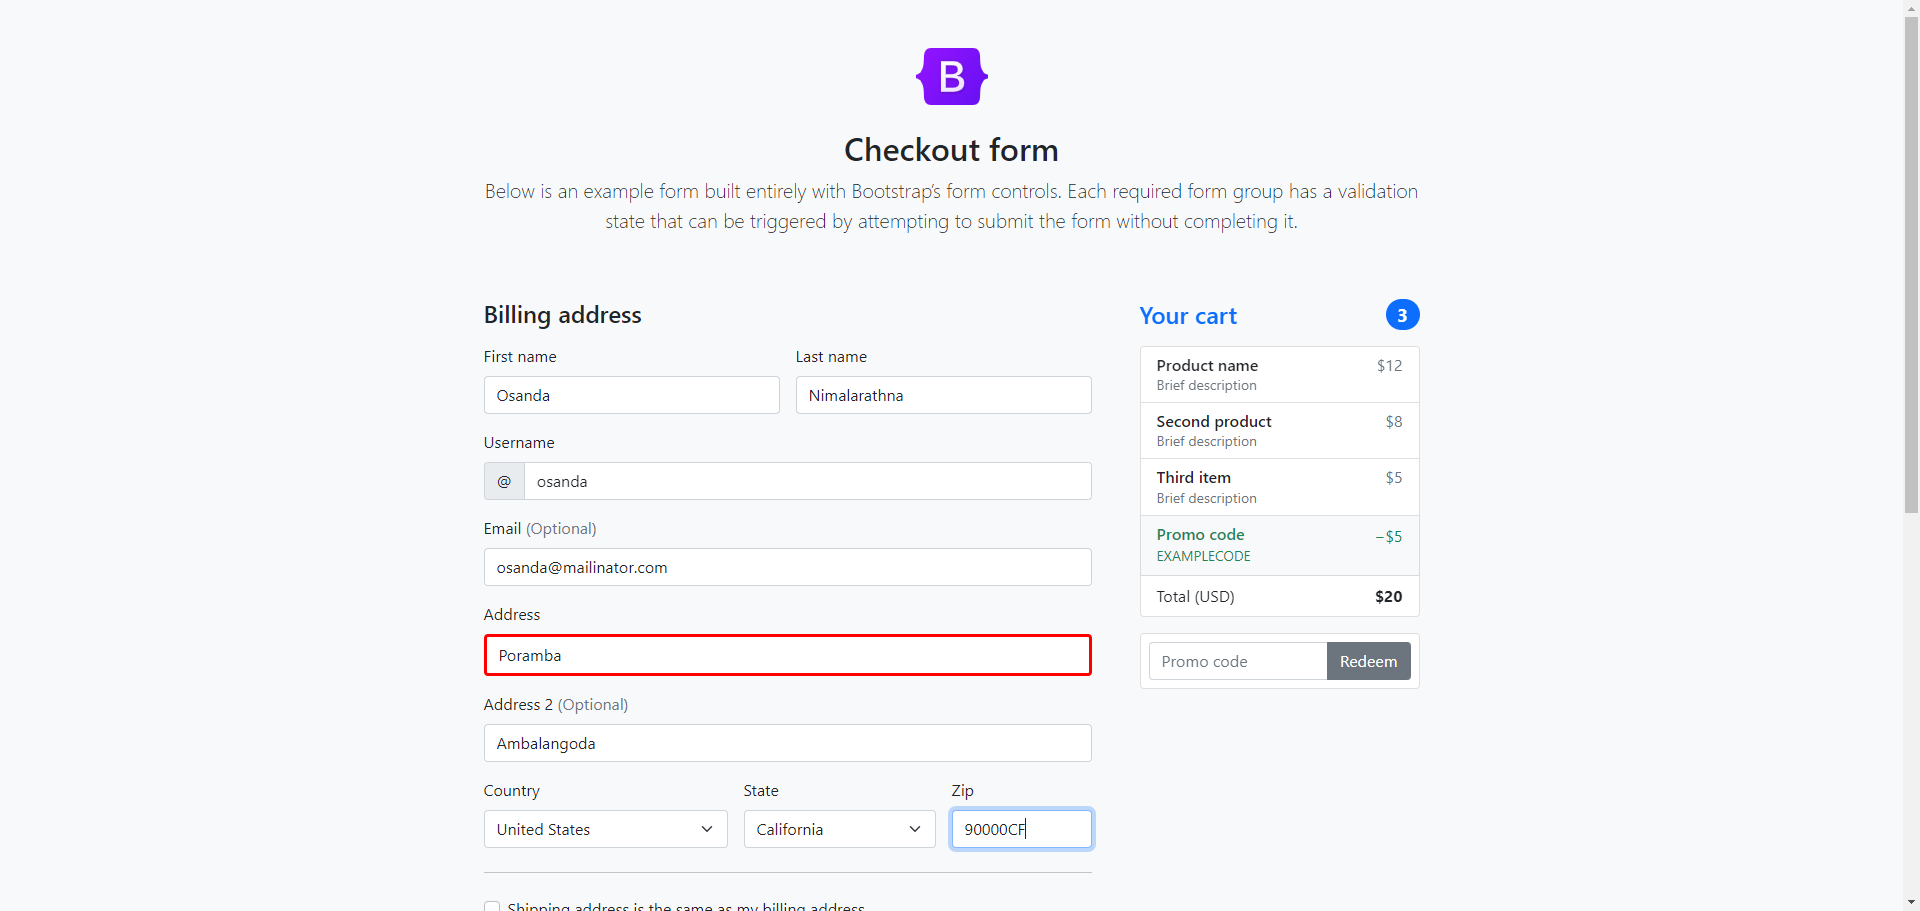 B
Checkout form
Below is an example form built entirely with Bootstrap’s form controls. Each required form group has a validation
state that can be triggered by attempting to submit the form without completing it.
Billing address
First name
Last name
Osanda
Nimalarathna
Username
@
osanda
Email (Optional)
osanda@mailinator.com
Address
Poramba
Address 2 (Optional)
Ambalangoda
Country
State
Zip
United States
California
90000CF
Shipping address is the same as my billing address
Your cart
3
Product name
$12
Brief description
Second product
$8
Brief description
Third item
$5
Brief description
Promo code
−$5
EXAMPLECODE
Total (USD)
$20
Promo code
Redeem